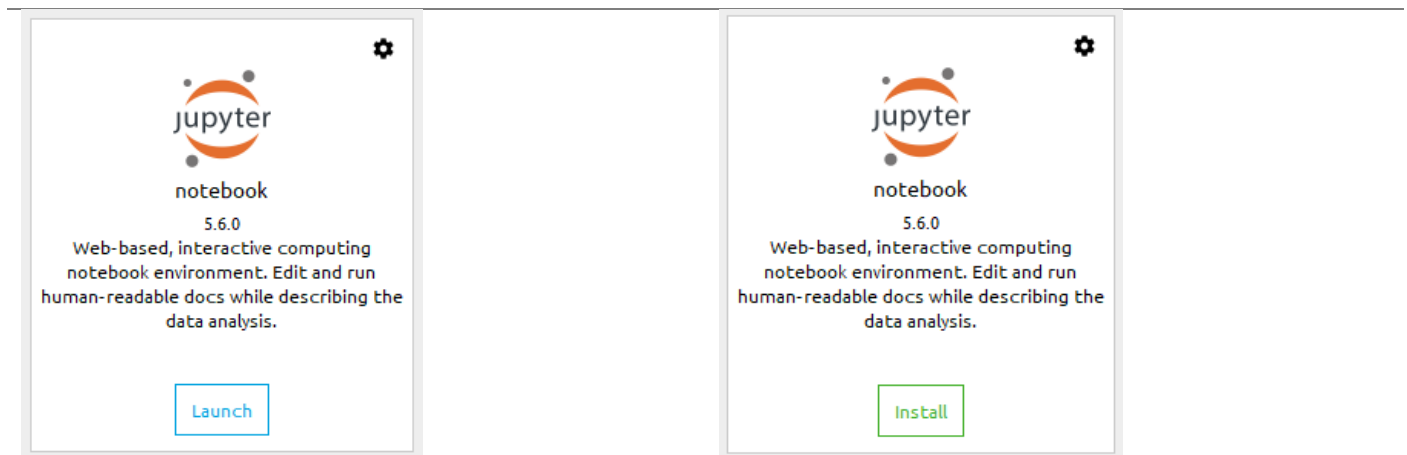 jupyter
notebook
5.6.0
Web-based, interactive computing
notebook environment. Edit and run
human-readable docs while describing the
data analysis.
Launch
jupyter
notebook
5.6.0
Web-based, interactive computing
notebook environment. Edit and run
human-readable docs while describing the
data analysis.
Install